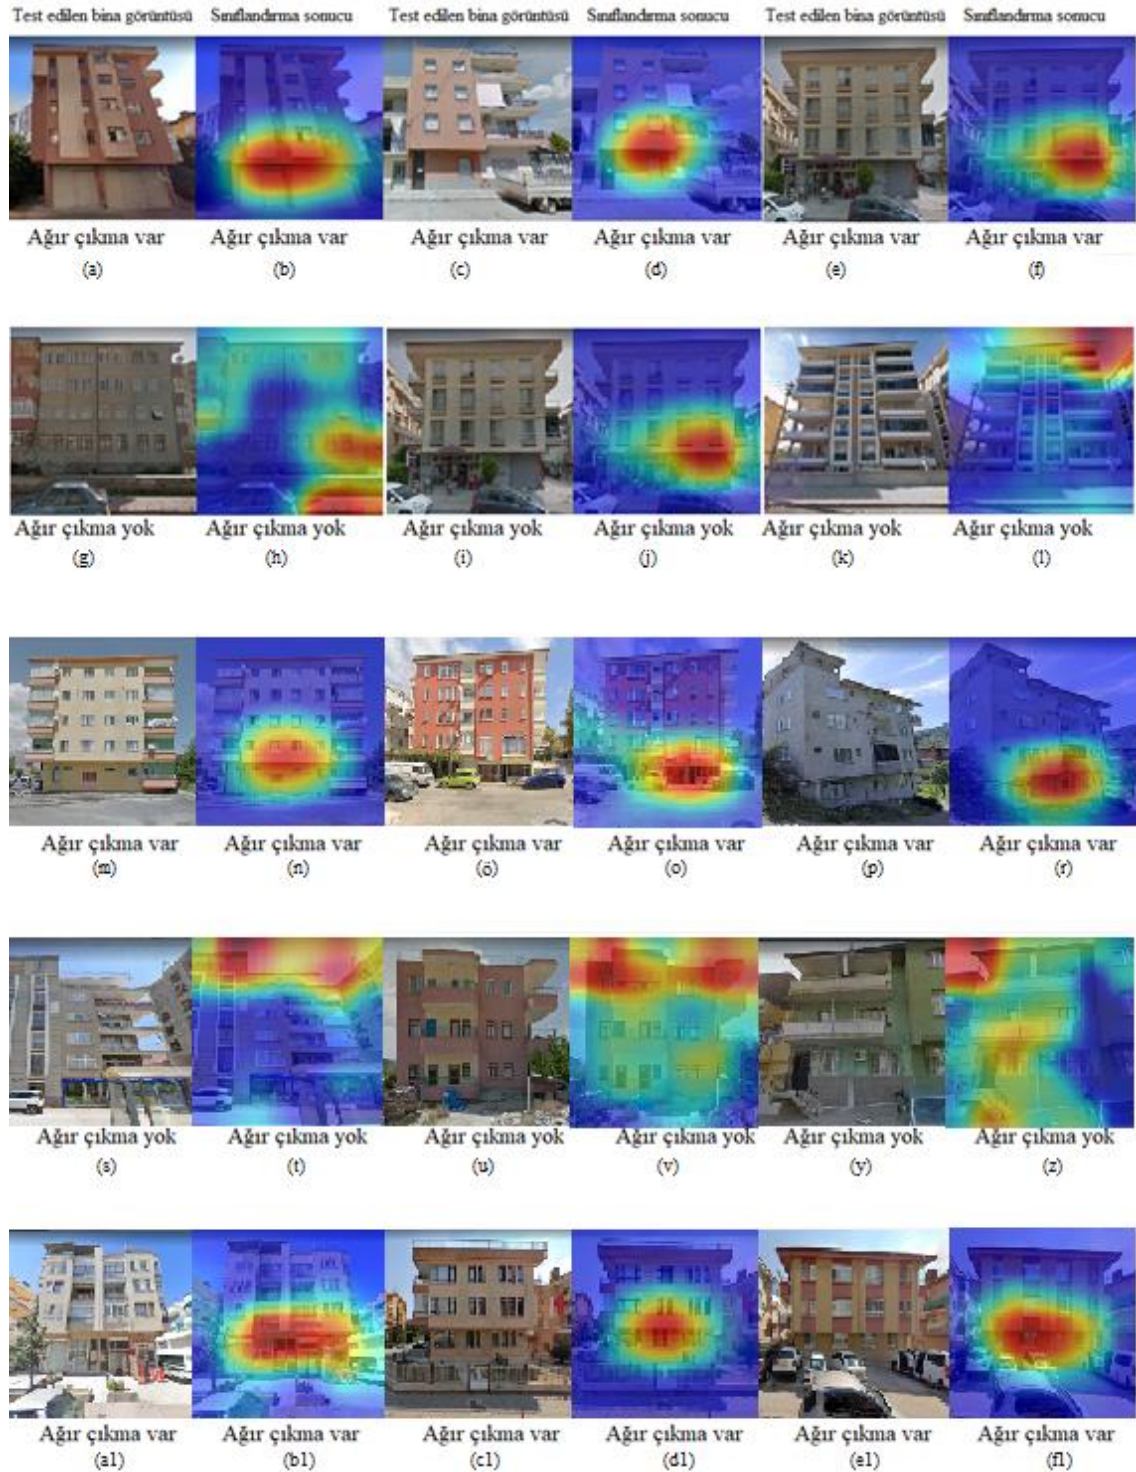 Test edilen bina görüntüsü Sınıflandırma sonucu Test edilen bina görüntüsü Sınıflandırma sonucu Test edilen bina görüntüsü Sınıflandırma sonucu
Ağır çıkma var Ağır çıkma var Ağır çıkma var Ağır çıkma var Ağır çıkma var Ağır çıkma var
(a) (b) (c) (d) (e) (f)
Ağır çıkma yok Ağır çıkma yok Ağır çıkma yok Ağır çıkma yok Ağır çıkma yok Ağır çıkma yok
(g) (h) (i) (j) (k) (l)
Ağır çıkma var Ağır çıkma var Ağır çıkma var Ağır çıkma var Ağır çıkma var Ağır çıkma var
(m) (n) (ö) (o) (p) (r)
Ağır çıkma yok Ağır çıkma yok Ağır çıkma yok Ağır çıkma yok Ağır çıkma yok Ağır çıkma yok
(s) (t) (u) (v) (y) (z)
Ağır çıkma var Ağır çıkma var Ağır çıkma var Ağır çıkma var Ağır çıkma var Ağır çıkma var
(a1) (b1) (c1) (d1) (e1) (f1)